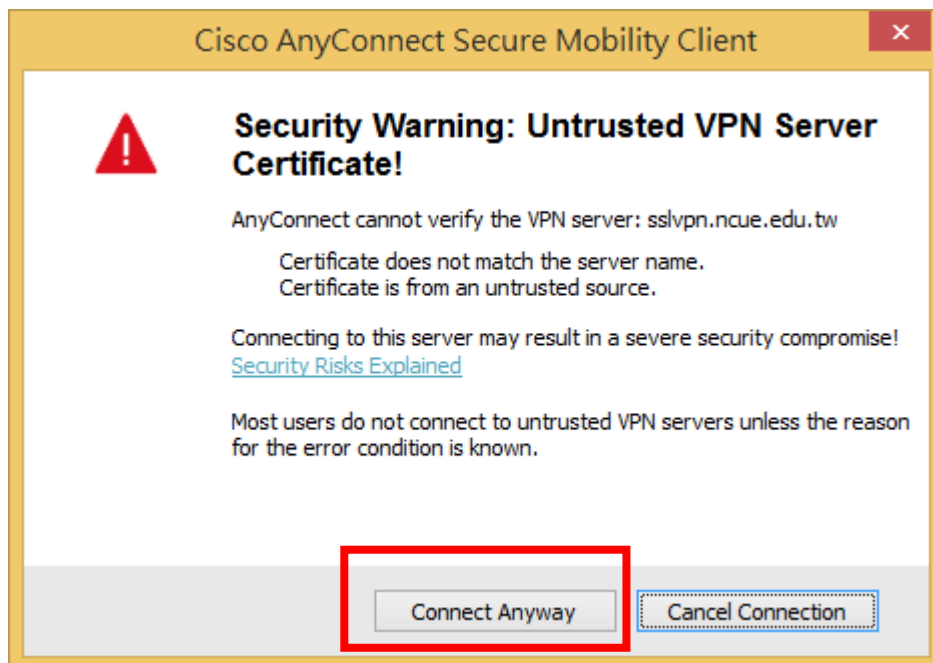 Cisco AnyConnect Secure Mobility Client
Security Warning: Untrusted VPN Server
Certificate!
AnyConnect cannot verify the VPN server: sslvpn.ncue.edu.tw
Certificate does not match the server name.
Certificate is from an untrusted source.
Connecting to this server may result in a severe security compromise!
Security Risks Explained
Most users do not connect to untrusted VPN servers unless the reason
for the error condition is known.
Connect Anyway
Cancel Connection